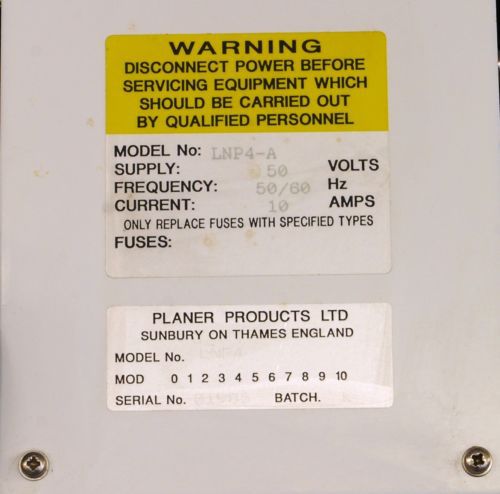 WARNING
DISCONNECT POWER BEFORE
SERVICING EQUIPMENT WHICH
SHOULD BE CARRIED OUT
BY QUALIFIED PERSONNEL
MODEL No: LNP4-A
SUPPLY: 50 VOLTS
FREQUENCY: 50/60 Hz
CURRENT: 10 AMPS
ONLY REPLACE FUSES WITH SPECIFIED TYPES
FUSES:
PLANER PRODUCTS LTD
SUNBURY ON THAMES ENGLAND
MODEL No. LNP4
MOD 0 1 2 3 4 5 6 7 8 9 10
SERIAL No. BATCH.